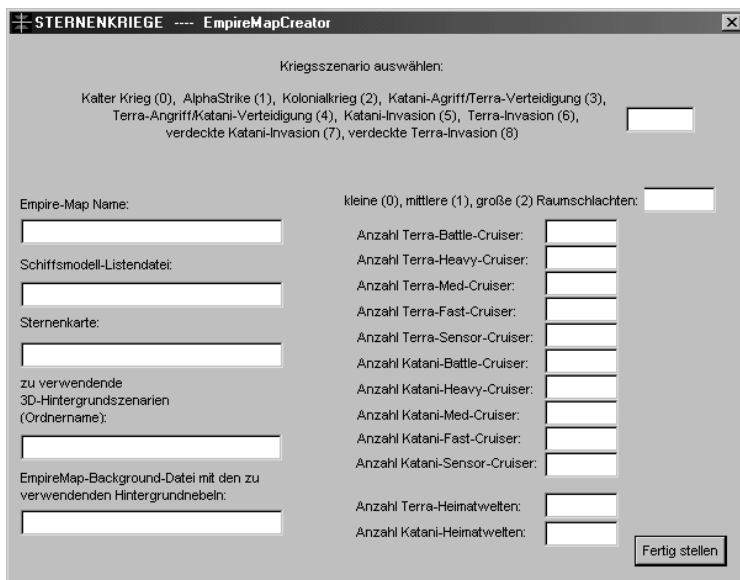 STERNENKRIEGE ---- EmpireMapCreator
Kriegsszenario auswählen:
Kalter Krieg (0), AlphaStrike (1), Kolonialkrieg (2), Katani-Agriff/Terra-Verteidigung (3),
Terra-Angriff/Katani-Verteidigung (4), Katani-Invasion (5), Terra-Invasion (6),
verdeckte Katani-Invasion (7), verdeckte Terra-Invasion (8)
Empire-Map Name:
Schiffsmodell-Listendatei:
Sternenkarte:
zu verwendende
3D-Hintergrundszenarien
(Ordnername):
EmpireMap-Background-Datei mit den zu
verwendenden Hintergrundnebeln:
kleine (0), mittlere (1), große (2) Raumschlachten:
Anzahl Terra-Battle-Cruiser:
Anzahl Terra-Heavy-Cruiser:
Anzahl Terra-Med-Cruiser:
Anzahl Terra-Fast-Cruiser:
Anzahl Terra-Sensor-Cruiser:
Anzahl Katani-Battle-Cruiser:
Anzahl Katani-Heavy-Cruiser:
Anzahl Katani-Med-Cruiser:
Anzahl Katani-Fast-Cruiser:
Anzahl Katani-Sensor-Cruiser:
Anzahl Terra-Heimatwelten:
Anzahl Katani-Heimatwelten:
Fertig stellen